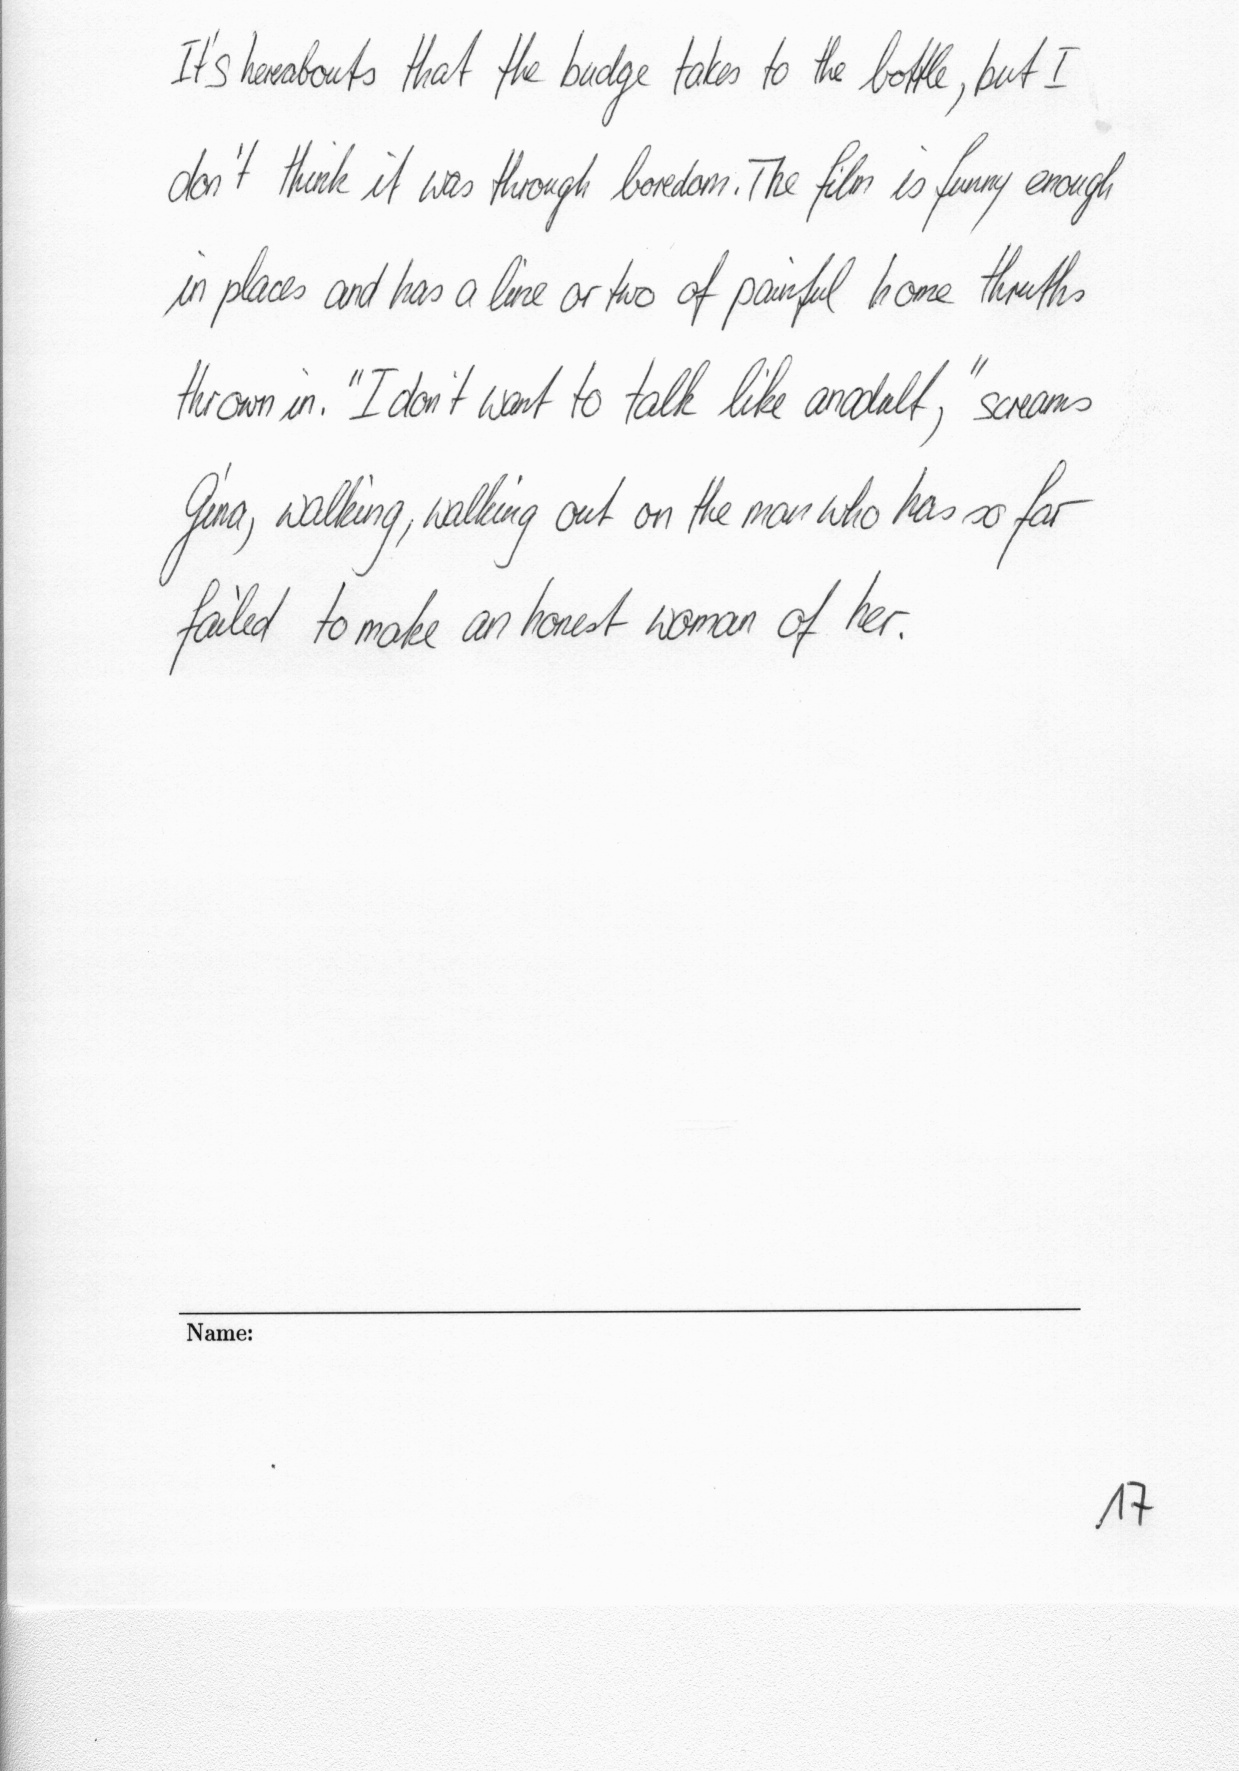 It's hereabouts that the budge takes to the bottle, but I
don't think it was through boredom. The film is funny enough
in places and has a line or two of painful home thruths
thrown in. "I don't want to talk like an adult," screams
Gina, walking, walking out on the man who has so far
failed to make an honest woman of her.
Name:
17